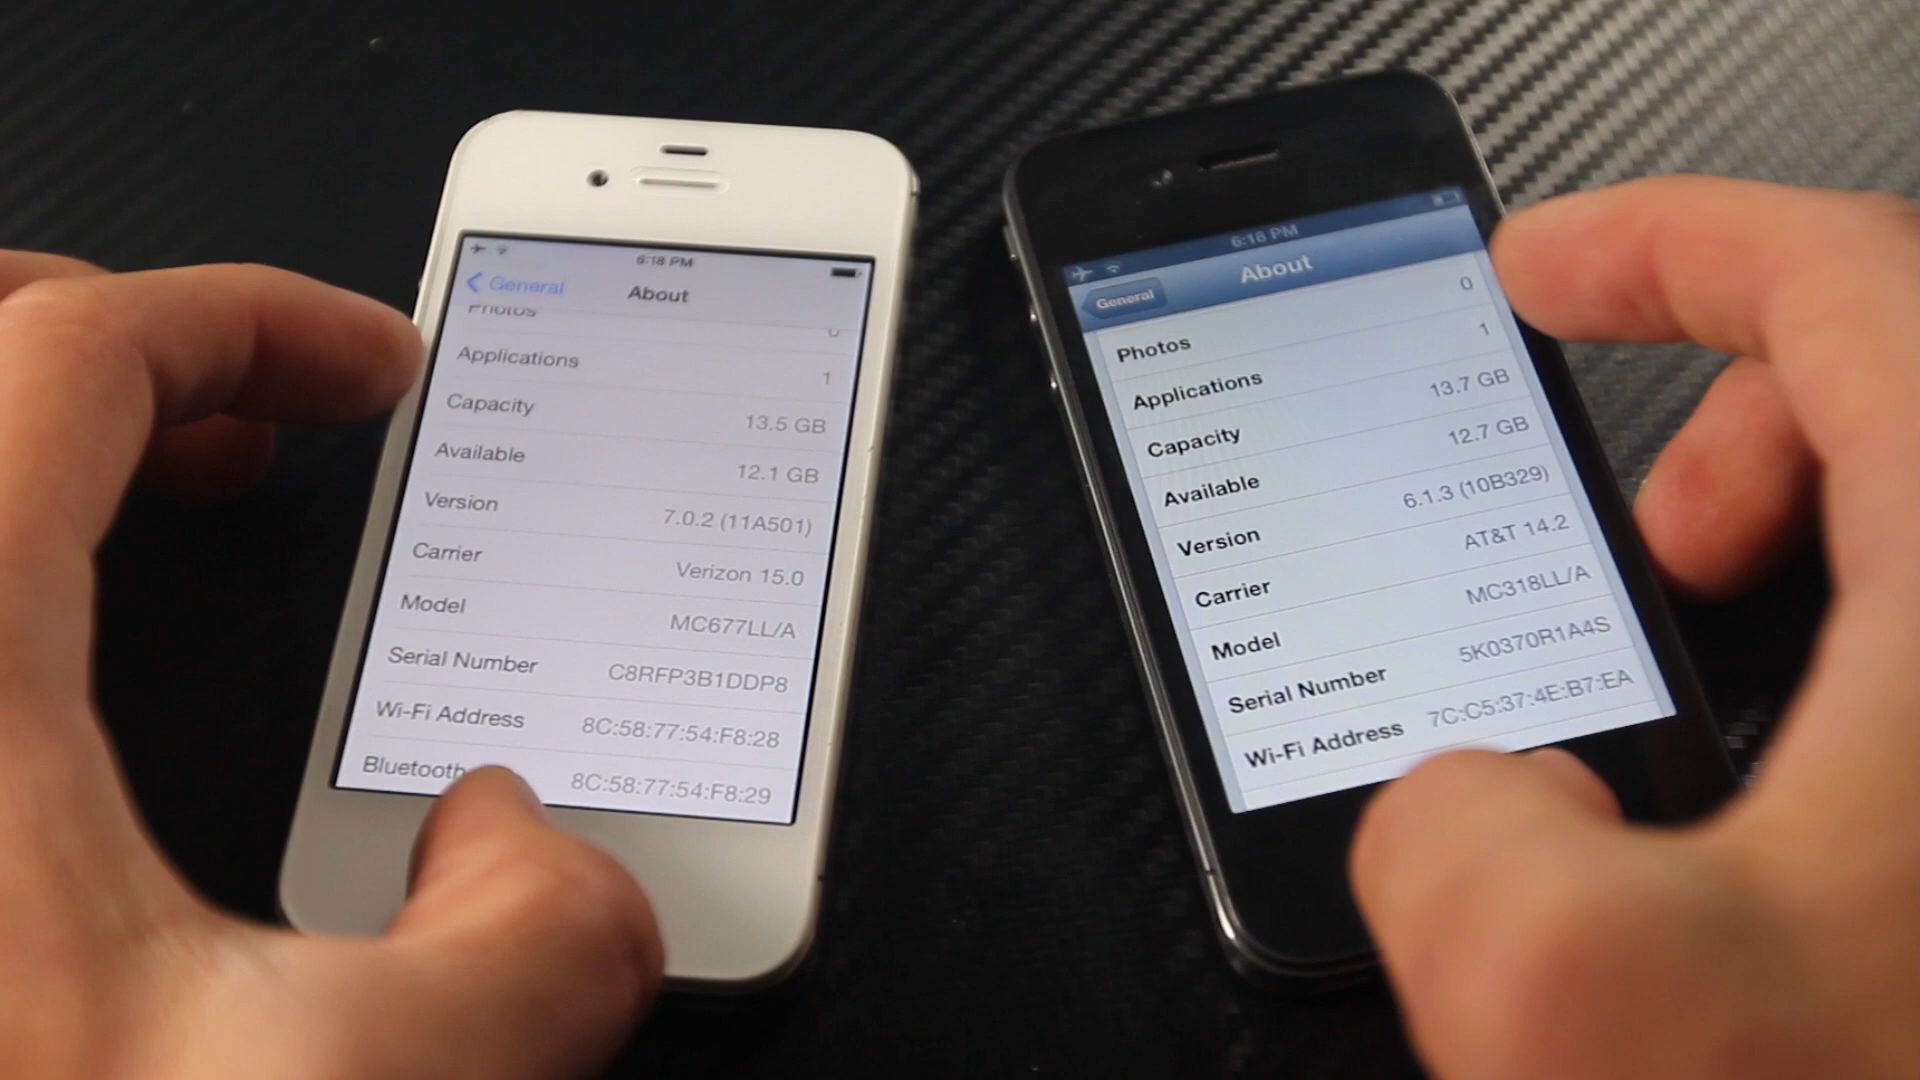 6:18 PM
General
About
Photos
0
Applications
1
Capacity
13.5 GB
Available
12.1 GB
Version
7.0.2 (11A501)
Carrier
Verizon 15.0
Model
MC677LL/A
Serial Number
C8RFP3B1DDP8
Wi-Fi Address
8C:58:77:54:F8:28
Bluetooth
8C:58:77:54:F8:29
6:18 PM
General
About
Photos
0
Applications
1
Capacity
13.7 GB
Available
12.7 GB
Version
6.1.3 (10B329)
Carrier
AT&T 14.2
Model
MC318LL/A
Serial Number
5K0370R1A4S
Wi-Fi Address
7C:C5:37:4E:B7:EA